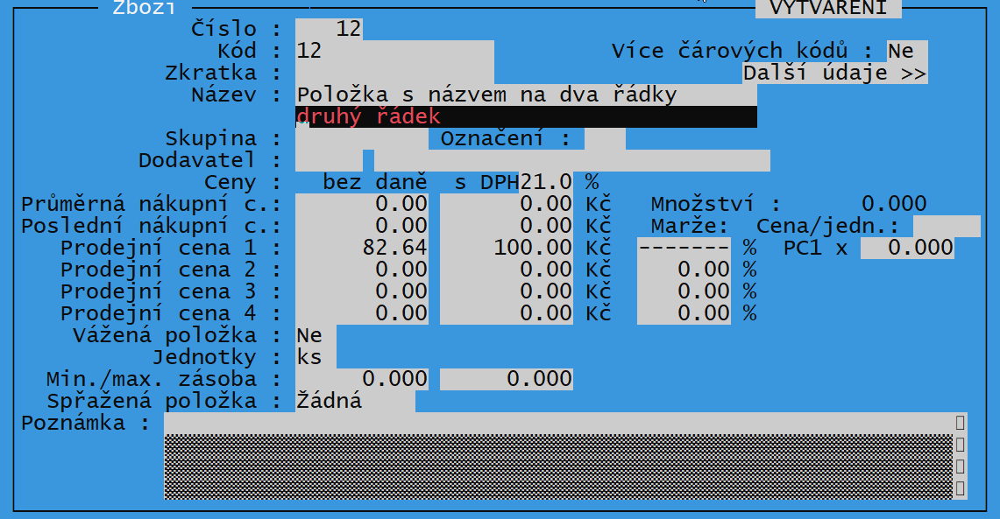 Zboží VYTVÁŘENÍ
Číslo : 12
Kód : 12 Více čárových kódů : Ne
Zkratka : Další údaje >>
Název : Položka s názvem na dva řádky
druhý řádek
Skupina : Označení :
Dodavatel :
Ceny : bez daně s DPH 21.0 %
Průměrná nákupní c.: 0.00 0.00 Kč Množství : 0.000
Poslední nákupní c.: 0.00 0.00 Kč Marže: Cena/jedn.:
Prodejní cena 1 : 82.64 100.00 Kč ------- % PC1 x 0.000
Prodejní cena 2 : 0.00 0.00 Kč 0.00 %
Prodejní cena 3 : 0.00 0.00 Kč 0.00 %
Prodejní cena 4 : 0.00 0.00 Kč 0.00 %
Vážená položka : Ne
Jednotky : ks
Min./max. zásoba : 0.000 0.000
Spřažená položka : Žádná
Poznámka :